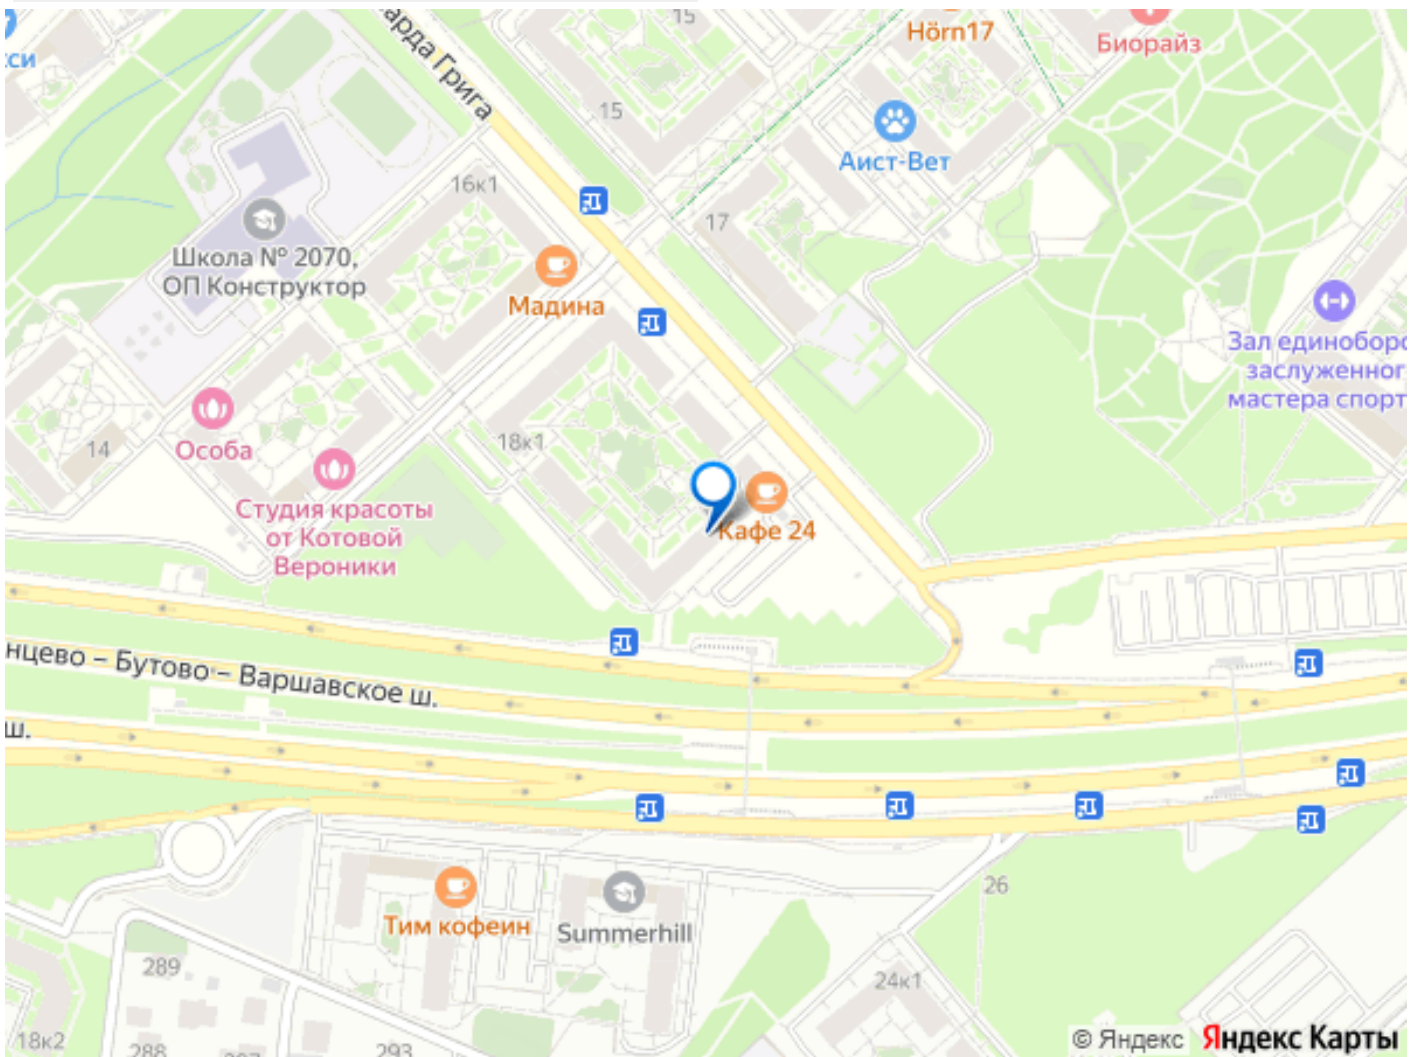 15
Hörn17
Биорайз
си
арда Грига
15
Аист-Вет
16к1
17
Школа № 2070,
ОП Конструктор
Мадина
Зал единоборс
заслуженног
мастера спорт
14
Особа
18к1
Студия красоты
от Котовой
Вероники
Кафе 24
нцево – Бутово – Варшавское ш.
ш.
26
Тим кофеин
Summerhill
289
24к1
18к2
288
293
© Яндекс Яндекс Карты